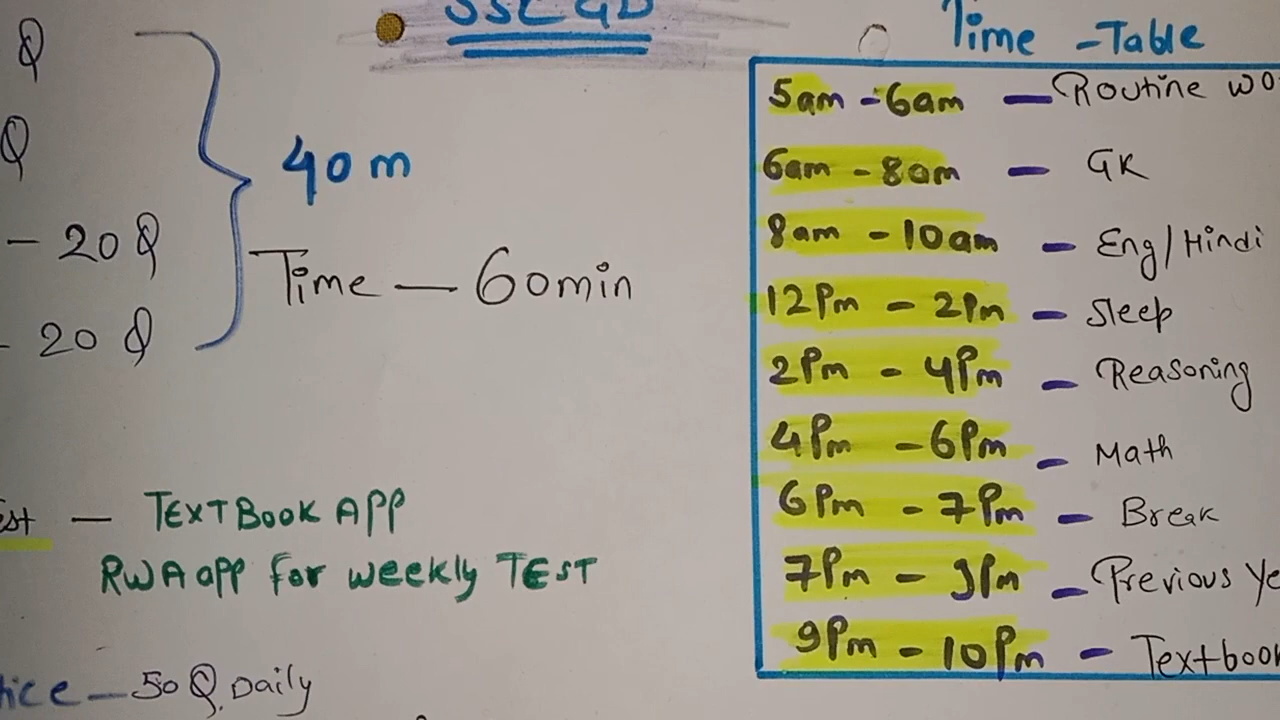 SSC GD
Q
Q
- 20 Q
- 20 Q
40 m
Time - 60min
- TEXTBOOK APP
RWA app for weekly TEST
- 50 Q Daily
Time - Table
5am - 6am - Routine
6am - 8am - GK
8am - 10am - Eng/Hindi
12Pm - 2Pm - Sleep
2Pm - 4Pm - Reasoning
4Pm - 6Pm - Math
6Pm - 7Pm - Break
7Pm - 9Pm - Previous
9Pm - 10Pm - Textbook